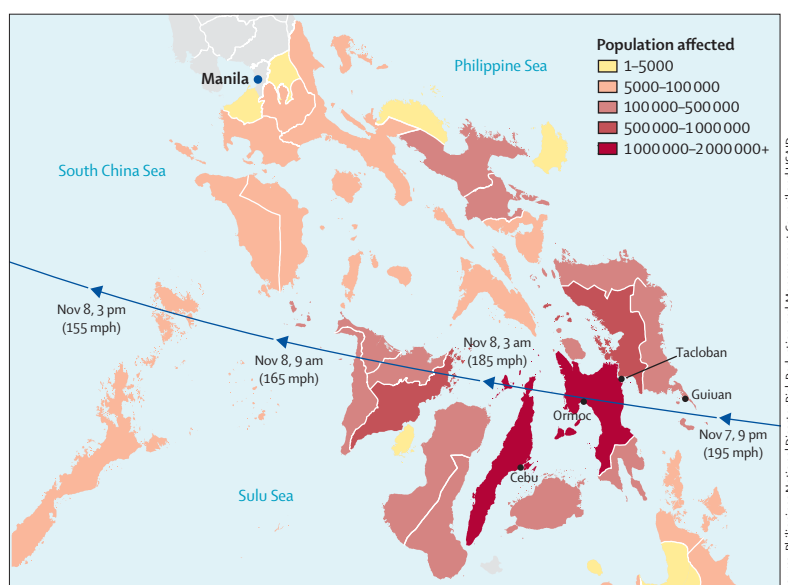 Population affected
1–5000
5000–100 000
100 000–500 000
500 000–1 000 000
1 000 000–2 000 000+
Philippine Sea
Manila
South China Sea
Nov 8, 3 pm
(155 mph)
Nov 8, 9 am
(165 mph)
Nov 8, 3 am
(185 mph)
Tacloban
Guiuan
Ormoc
Nov 7, 9 pm
(195 mph)
Cebu
Sulu Sea